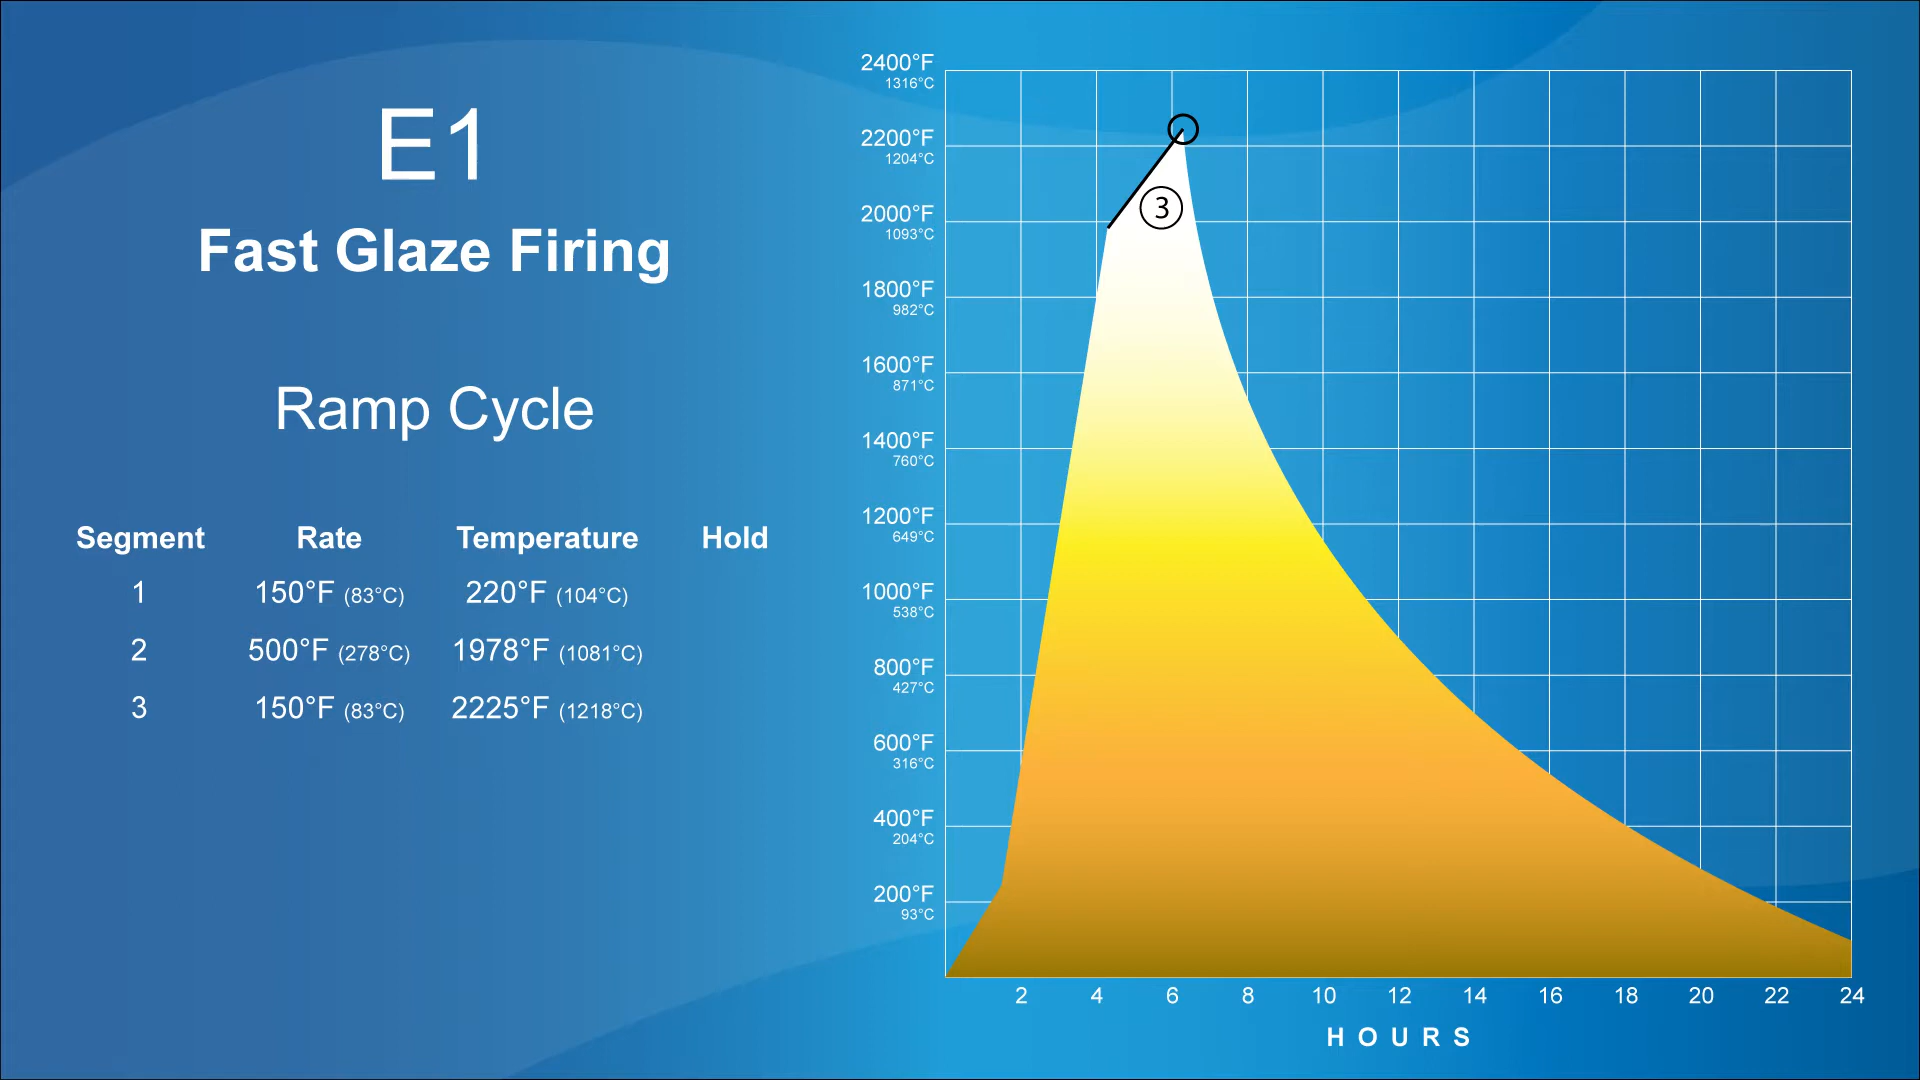 E1
Fast Glaze Firing
Ramp Cycle
Segment Rate Temperature Hold
1 150°F (83°C) 220°F (104°C)
2 500°F (278°C) 1978°F (1081°C)
3 150°F (83°C) 2225°F (1218°C)
2400°F
1316°C
2200°F
1204°C
2000°F
1093°C
1800°F
982°C
1600°F
871°C
1400°F
760°C
1200°F
649°C
1000°F
538°C
800°F
427°C
600°F
316°C
400°F
204°C
200°F
93°C
3
2 4 6 8 10 12 14 16 18 20 22 24
HOURS